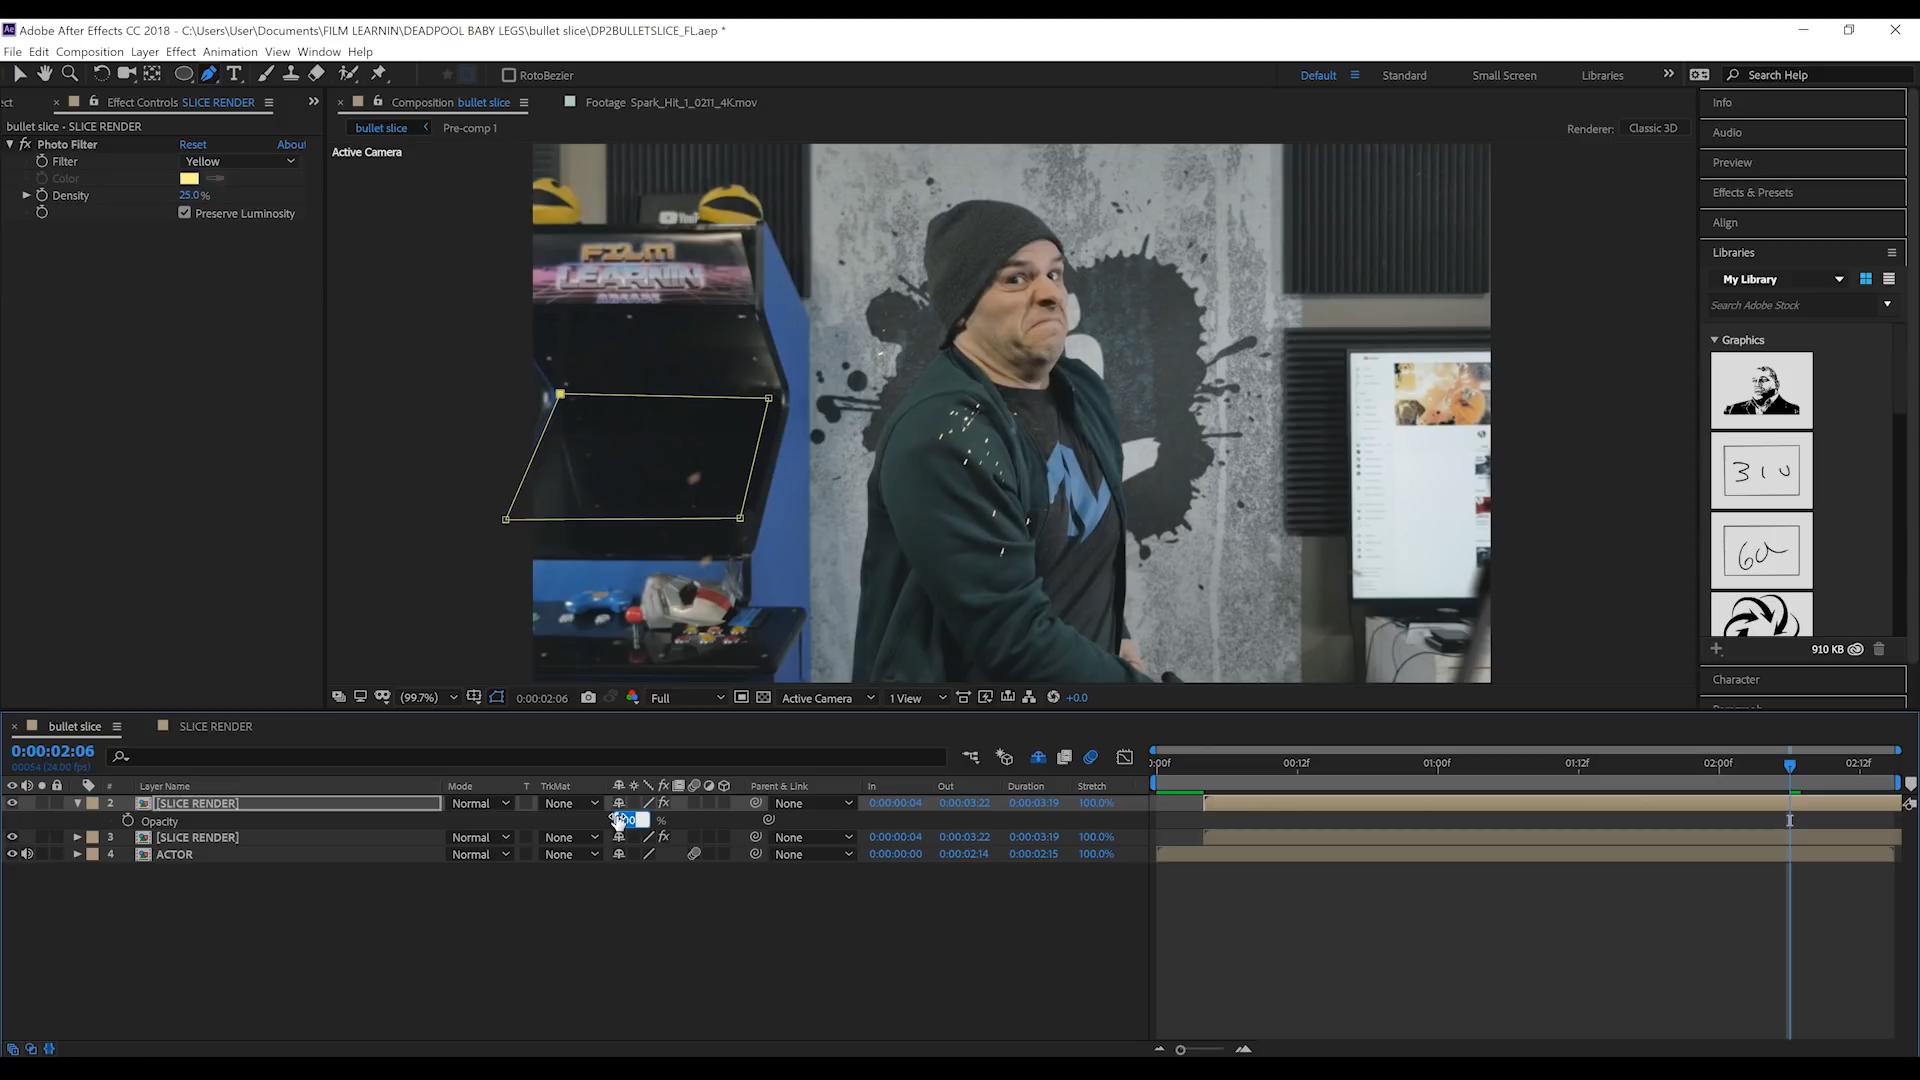 Adobe After Effects CC 2018 - C:\Users\User\Documents\FILM LEARNIN\DEADPOOL BABY LEGS\bullet slice\DP2BULLETSLICE_FL.aep *
File Edit Composition Layer Effect Animation View Window Help
RotoBezier
Default Standard Small Screen Libraries Search Help
Effect Controls SLICE RENDER
Composition bullet slice
Footage Spark_Hit_1_0211_4K.mov
bullet slice - SLICE RENDER
bullet slice Pre-comp 1
Renderer: Classic 3D
Active Camera
Photo Filter Reset About
Filter Yellow
Color
Density 25.0 %
Preserve Luminosity
FILM
LEARNIN
ARCADE
Info
Audio
Preview
Effects & Presets
Align
Libraries
My Library
Search Adobe Stock
Graphics
910 KB
Character
(99.7%) 0:00:02:06 Full Active Camera 1 View +0.0
bullet slice SLICE RENDER
0:00:02:06
00054 (24.00 fps)
:00f 00:12f 01:00f 01:12f 02:00f 02:12f
# Layer Name Mode T TrkMat Parent & Link In Out Duration Stretch
2 [SLICE RENDER] Normal None None 0:00:00:04 0:00:03:22 0:00:03:19 100.0%
Opacity %
3 [SLICE RENDER] Normal None None 0:00:00:04 0:00:03:22 0:00:03:19 100.0%
4 ACTOR Normal None None 0:00:00:00 0:00:02:14 0:00:02:15 100.0%